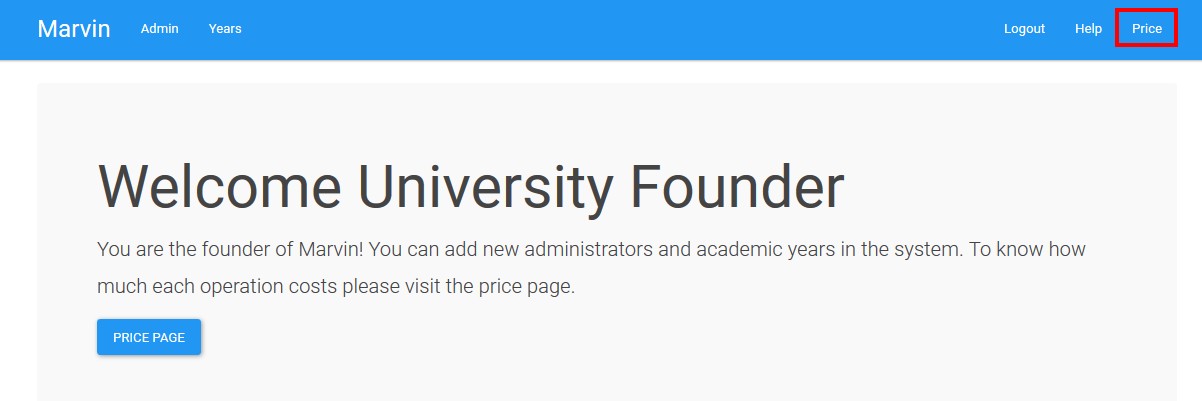 Marvin Admin Years Logout Help Price
Welcome University Founder
You are the founder of Marvin! You can add new administrators and academic years in the system. To know how
much each operation costs please visit the price page.
PRICE PAGE